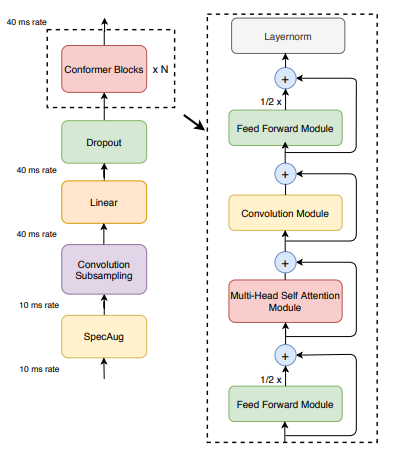 40 ms rate
Conformer Blocks
x N
Dropout
40 ms rate
Linear
40 ms rate
Convolution
Subsampling
10 ms rate
SpecAug
10 ms rate
Layernorm
+
1/2 x
Feed Forward Module
+
Convolution Module
+
Multi-Head Self Attention
Module
+
1/2 x
Feed Forward Module